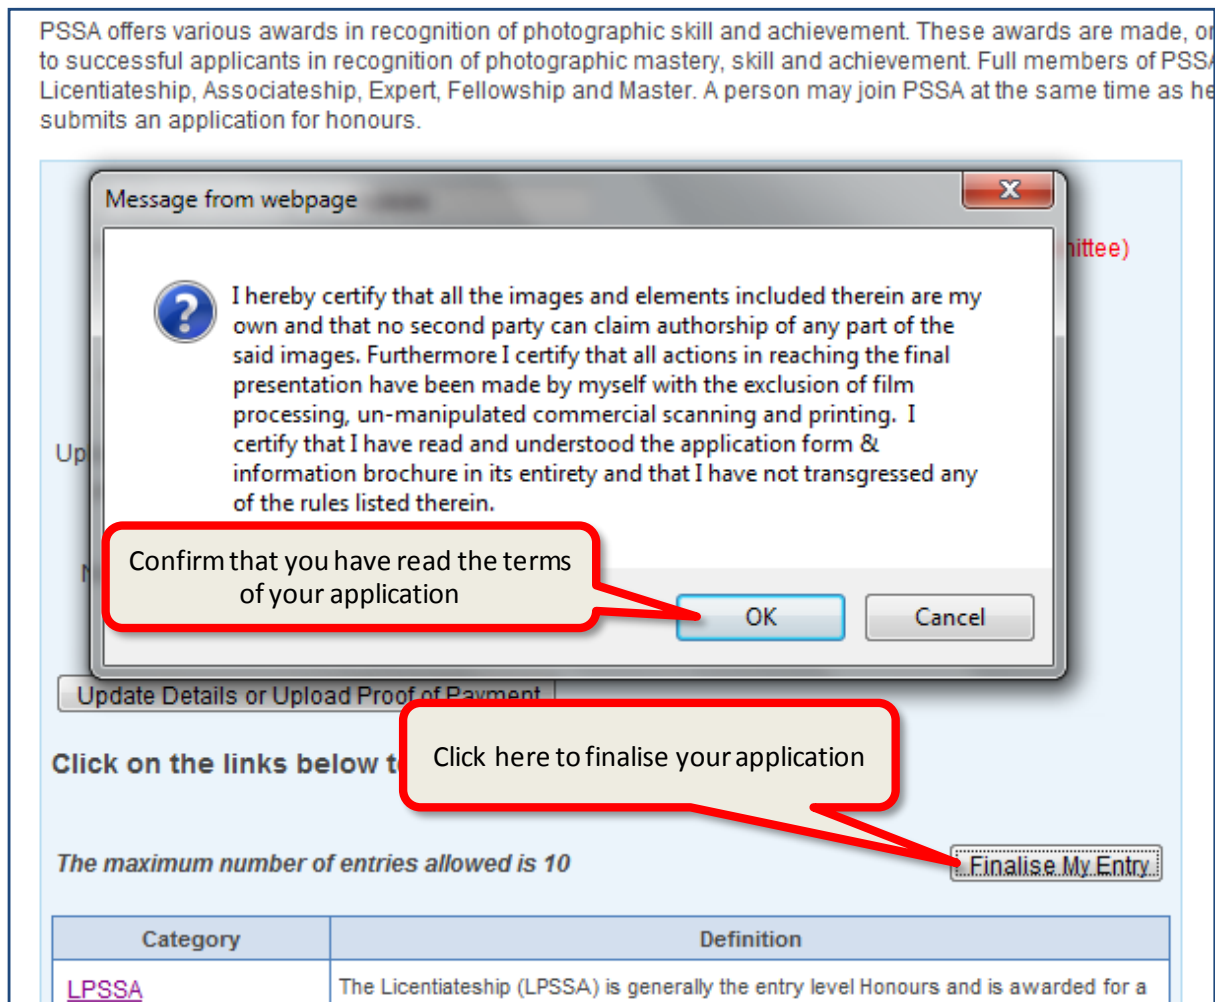 PSSA offers various awards in recognition of photographic skill and achievement. These awards are made, or
to successful applicants in recognition of photographic mastery, skill and achievement. Full members of PSSA
Licentiateship, Associateship, Expert, Fellowship and Master. A person may join PSSA at the same time as he
submits an application for honours.
Message from webpage
I hereby certify that all the images and elements included therein are my
own and that no second party can claim authorship of any part of the
said images. Furthermore I certify that all actions in reaching the final
presentation have been made by myself with the exclusion of film
processing, un-manipulated commercial scanning and printing. I
certify that I have read and understood the application form &
information brochure in its entirety and that I have not transgressed any
of the rules listed therein.
Confirm that you have read the terms
of your application
OK
Cancel
Update Details or Upload Proof of Payment
Click on the links below
Click here to finalise your application
The maximum number of entries allowed is 10
Finalise My Entry
Category
Definition
LPSSA
The Licentiateship (LPSSA) is generally the entry level Honours and is awarded for a